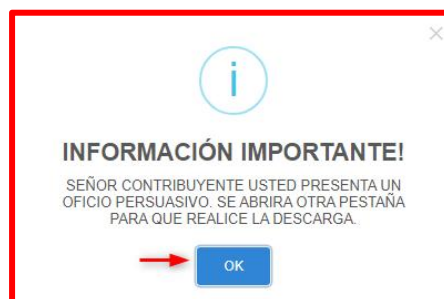 INFORMACIÓN IMPORTANTE!
SEÑOR CONTRIBUYENTE USTED PRESENTA UN
OFICIO PERSUASIVO. SE ABRIRA OTRA PESTAÑA
PARA QUE REALICE LA DESCARGA.
OK